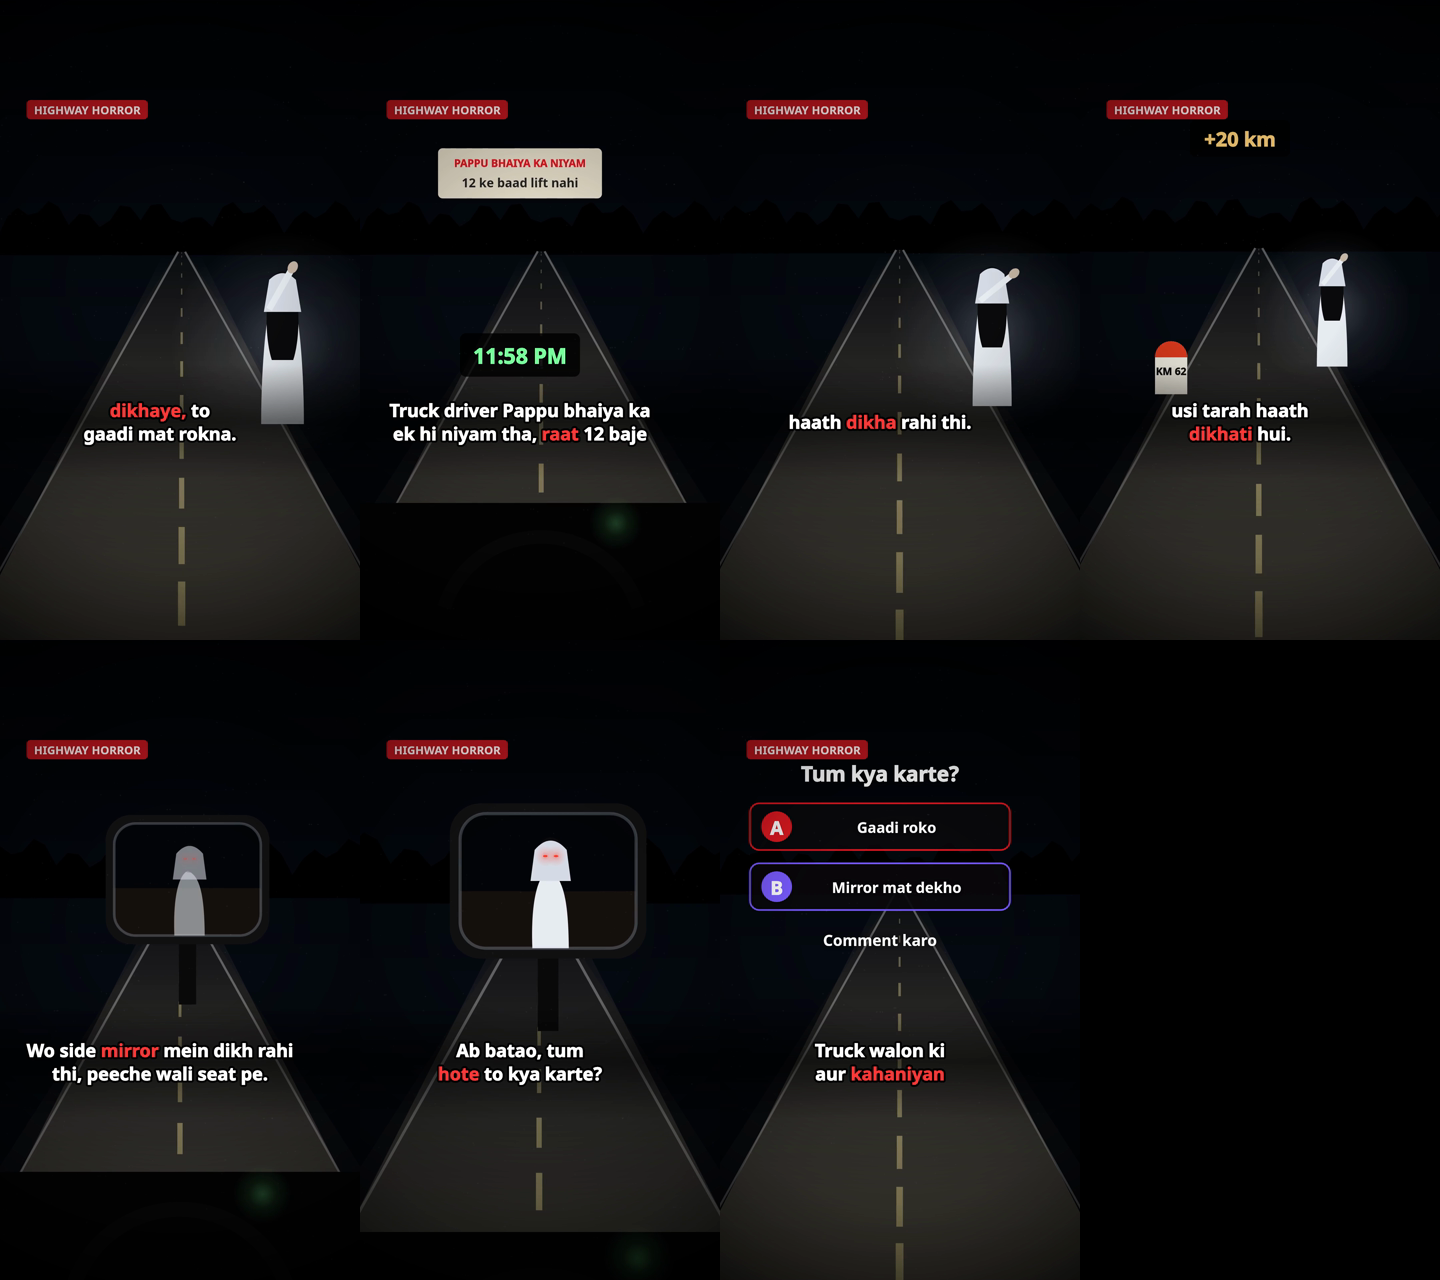 HIGHWAY HORROR
dikhaye, to
gaadi mat rokna.
HIGHWAY HORROR
PAPPU BHAIYA KA NIYAM
12 ke baad lift nahi
11:58 PM
Truck driver Pappu bhaiya ka
ek hi niyam tha, raat 12 baje
HIGHWAY HORROR
haath dikha rahi thi.
HIGHWAY HORROR
+20 km
KM 62
usi tarah haath
dikhati hui.
HIGHWAY HORROR
Wo side mirror mein dikh rahi
thi, peeche wali seat pe.
HIGHWAY HORROR
Ab batao, tum
hote to kya karte?
HIGHWAY HORROR
Tum kya karte?
A Gaadi roko
B Mirror mat dekho
Comment karo
Truck walon ki
aur kahaniyan